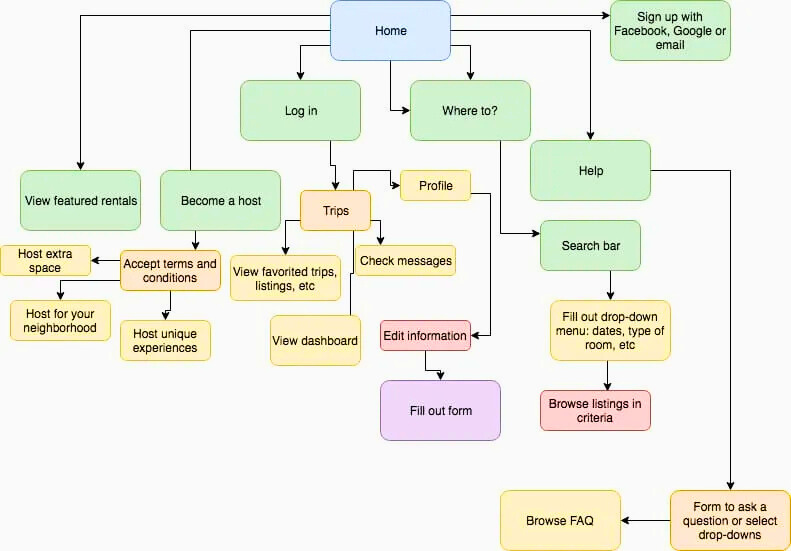 Home
Sign up with
Facebook, Google or
email
Log in
Where to?
View featured rentals
Become a host
Help
Profile
Trips
Host extra
space
Accept terms and
conditions
View favorited trips,
listings, etc
Check messages
Search bar
Host for your
neighborhood
Host unique
experiences
View dashboard
Edit information
Fill out drop-down
menu: dates, type of
room, etc
Fill out form
Browse listings in
criteria
Browse FAQ
Form to ask a
question or select
drop-downs